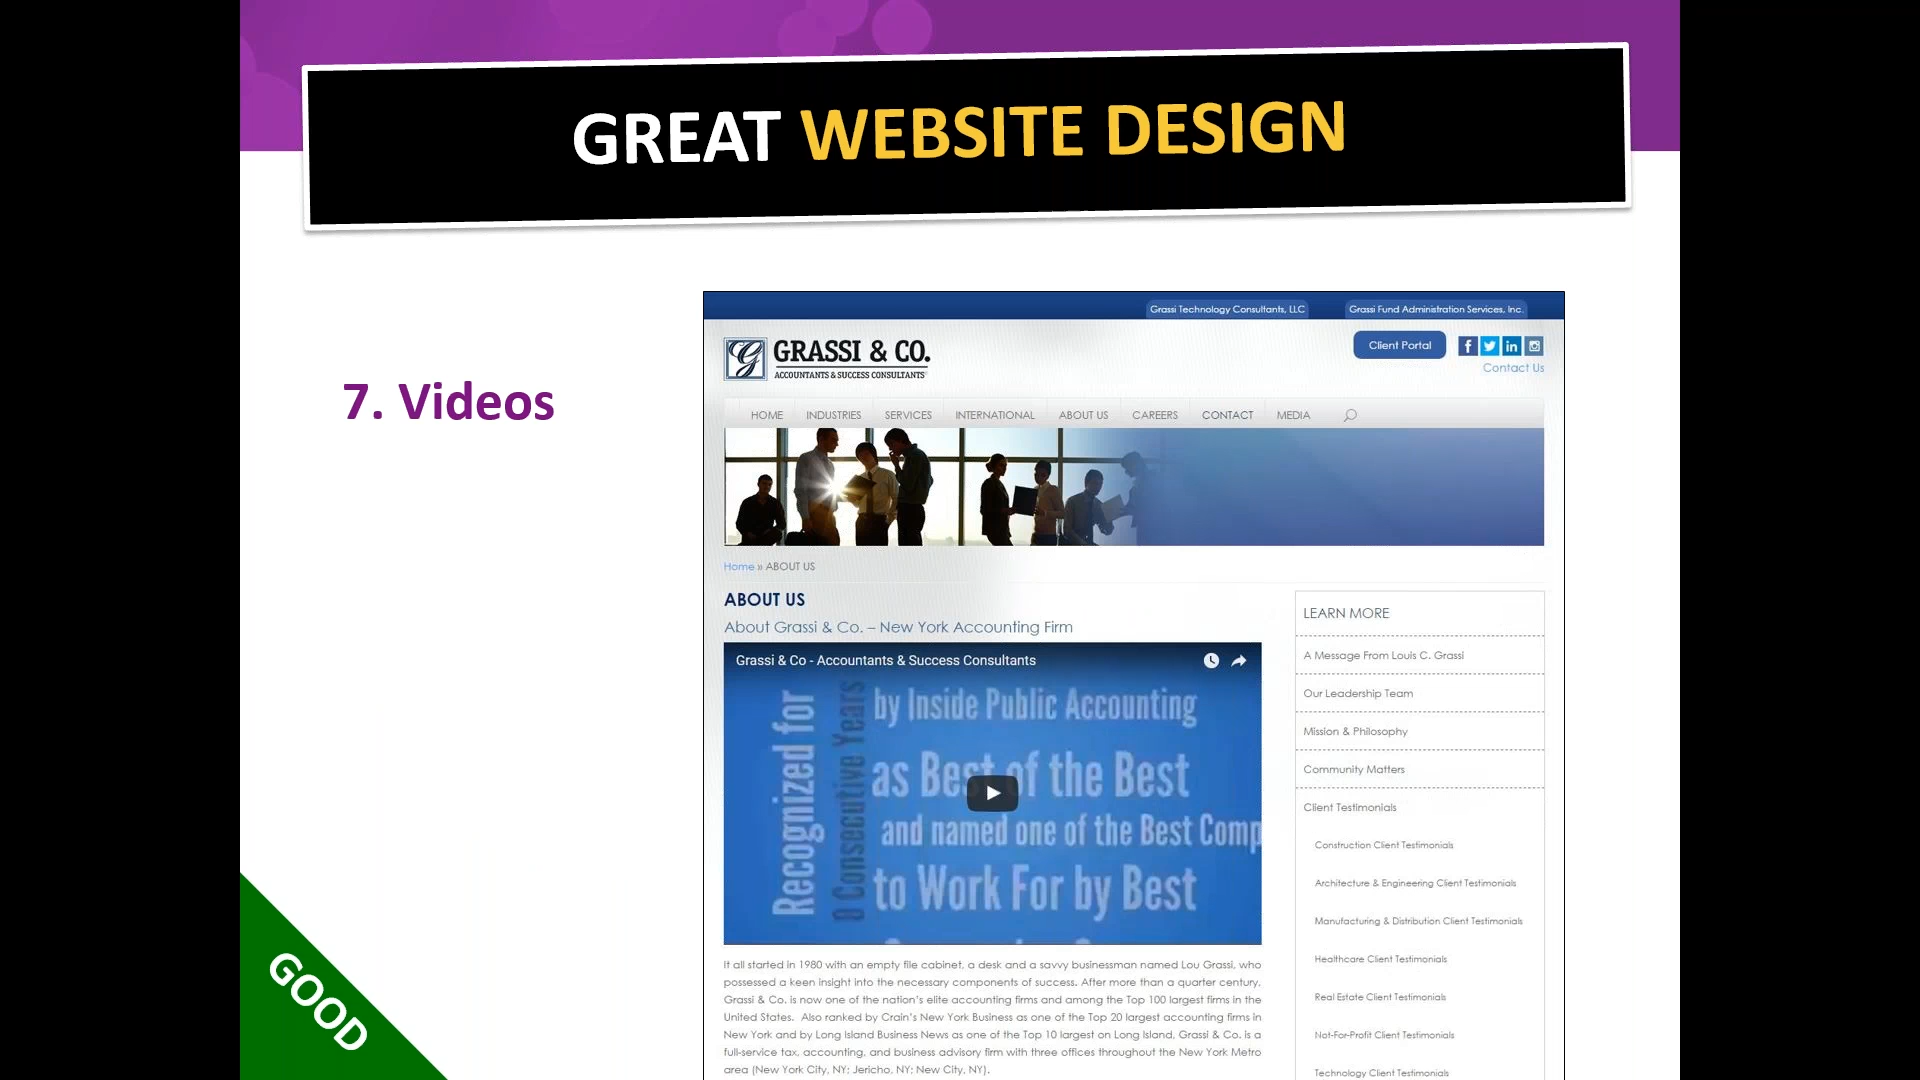 GREAT WEBSITE DESIGN
7. Videos
Grassi Technology Consultants, LLC
Grassi Fund Administration Services, Inc.
GRASSI & CO.
ACCOUNTANTS & SUCCESS CONSULTANTS
Client Portal
Contact Us
HOME INDUSTRIES SERVICES INTERNATIONAL ABOUT US CAREERS CONTACT MEDIA
Home » ABOUT US
ABOUT US
About Grassi & Co. – New York Accounting Firm
Grassi & Co - Accountants & Success Consultants
Recognized for
8 Consecutive Years
by Inside Public Accounting
as Best of the Best
and named one of the Best Comp
to Work For by Best
It all started in 1980 with an empty file cabinet, a desk and a savvy businessman named Lou Grassi, who
possessed a keen insight into the necessary components of success. After more than a quarter century,
Grassi & Co. is now one of the nation's elite accounting firms and among the Top 100 largest firms in the
United States. Also ranked by Crain's New York Business as one of the Top 20 largest accounting firms in
New York and by Long Island Business News as one of the Top 10 largest on Long Island, Grassi & Co. is a
full-service tax, accounting, and business advisory firm with three offices throughout the New York Metro
area (New York City, NY; Jericho, NY; New City, NY).
LEARN MORE
A Message From Louis C. Grassi
Our Leadership Team
Mission & Philosophy
Community Matters
Client Testimonials
Construction Client Testimonials
Architecture & Engineering Client Testimonials
Manufacturing & Distribution Client Testimonials
Healthcare Client Testimonials
Real Estate Client Testimonials
Not-For-Profit Client Testimonials
Technology Client Testimonials
GOOD